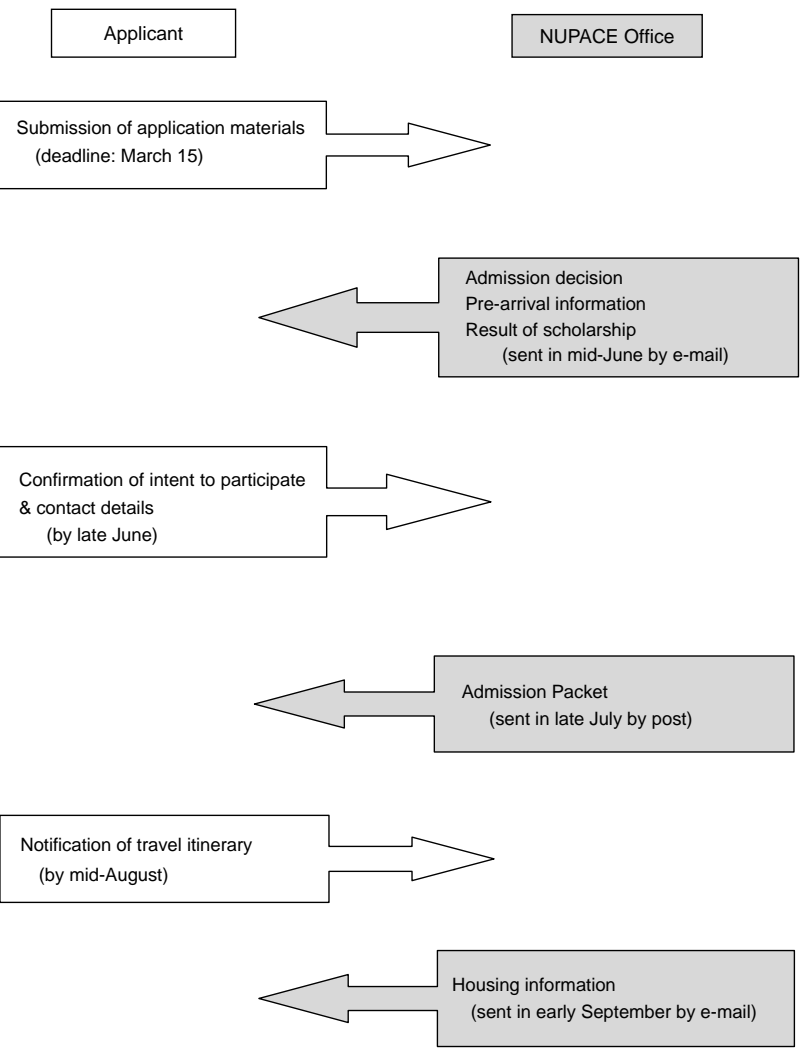 Applicant
NUPACE Office
Submission of application materials
(deadline: March 15)
Admission decision
Pre-arrival information
Result of scholarship
(sent in mid-June by e-mail)
Confirmation of intent to participate
& contact details
(by late June)
Admission Packet
(sent in late July by post)
Notification of travel itinerary
(by mid-August)
Housing information
(sent in early September by e-mail)